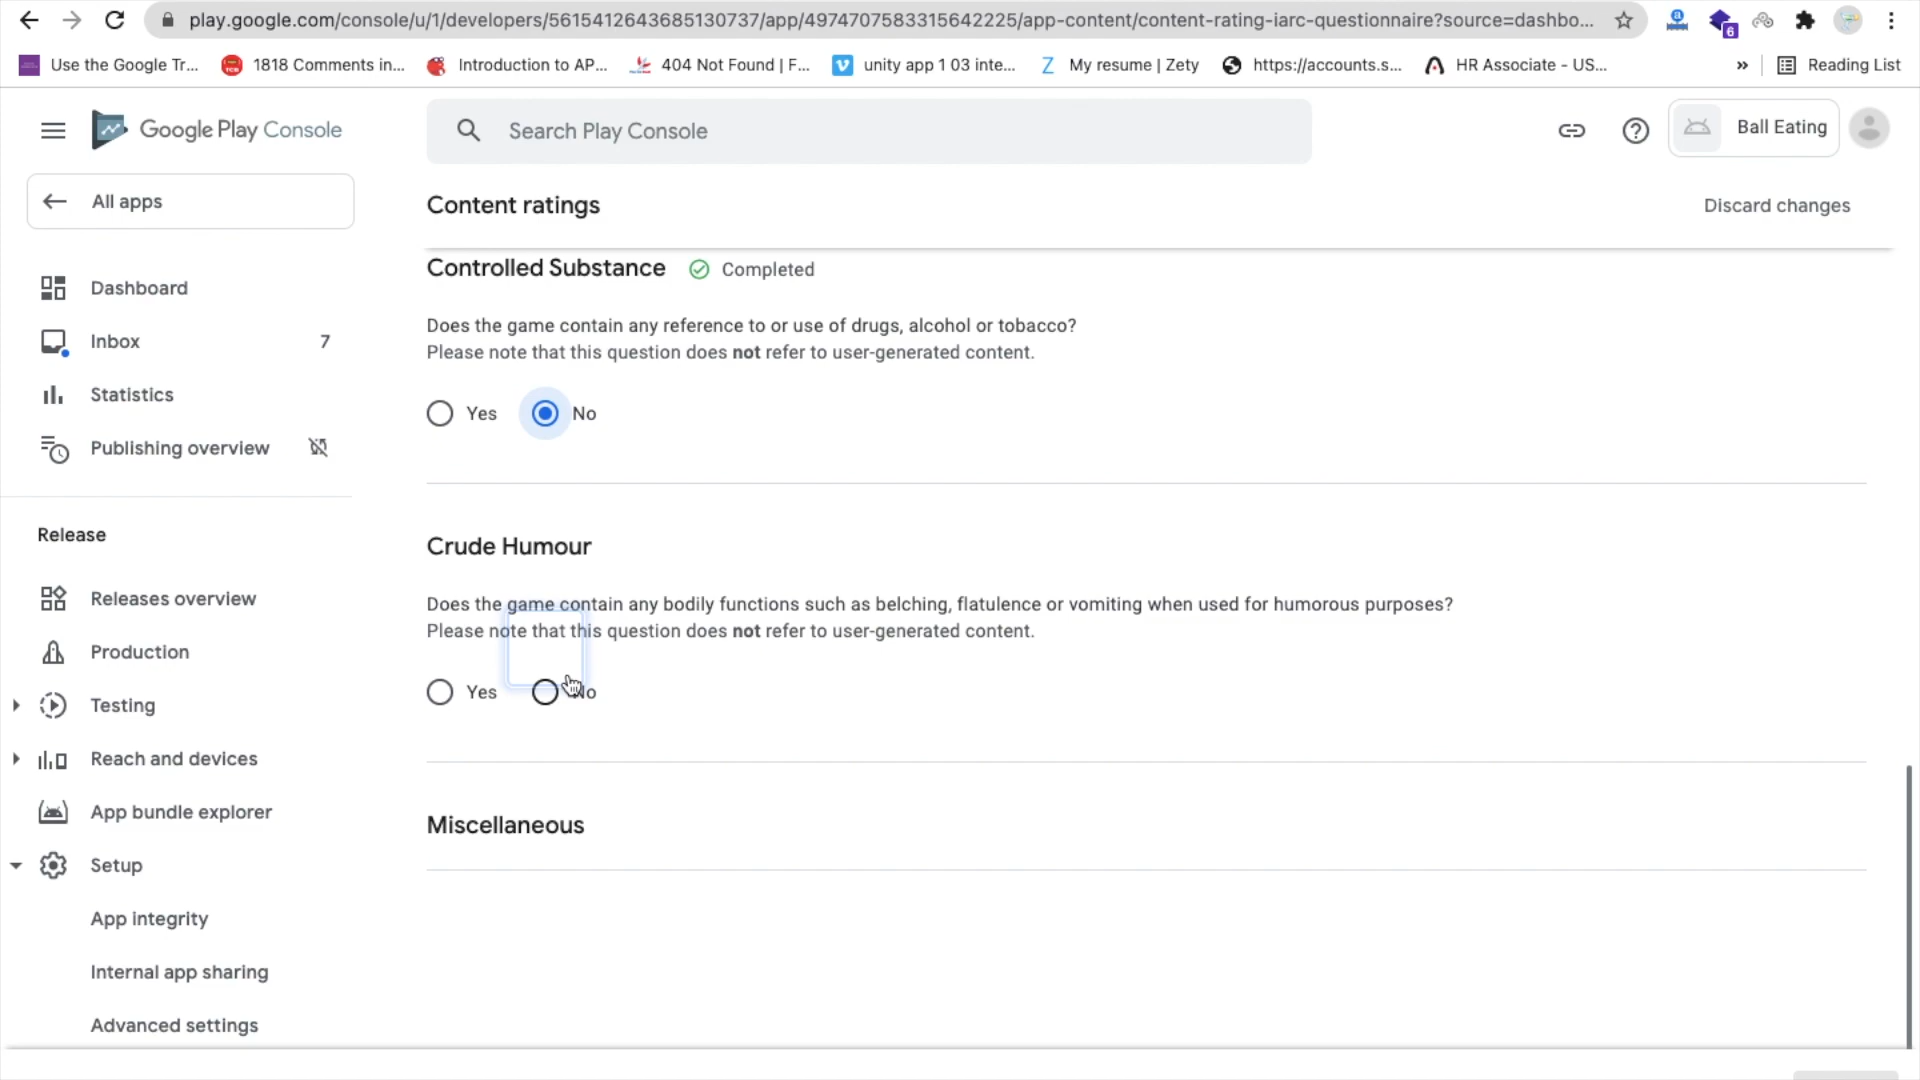 play.google.com/console/u/1/developers/5615412643685130737/app/4974707583315642225/app-content/content-rating-iarc-questionnaire?source=dashbo...
6
Use the Google Tr...
1818 Comments in...
Introduction to AP...
404 Not Found | F...
unity app 1 03 inte...
My resume | Zety
https://accounts.s...
HR Associate - US...
»
Reading List
Google Play Console
Search Play Console
Ball Eating
All apps
Content ratings
Discard changes
Controlled Substance
Completed
Dashboard
Does the game contain any reference to or use of drugs, alcohol or tobacco?
Inbox
7
Please note that this question does not refer to user-generated content.
Statistics
Yes
No
Publishing overview
Release
Crude Humour
Releases overview
Does the game contain any bodily functions such as belching, flatulence or vomiting when used for humorous purposes?
Please note that this question does not refer to user-generated content.
Production
Yes
No
Testing
Reach and devices
App bundle explorer
Miscellaneous
Setup
App integrity
Internal app sharing
Advanced settings